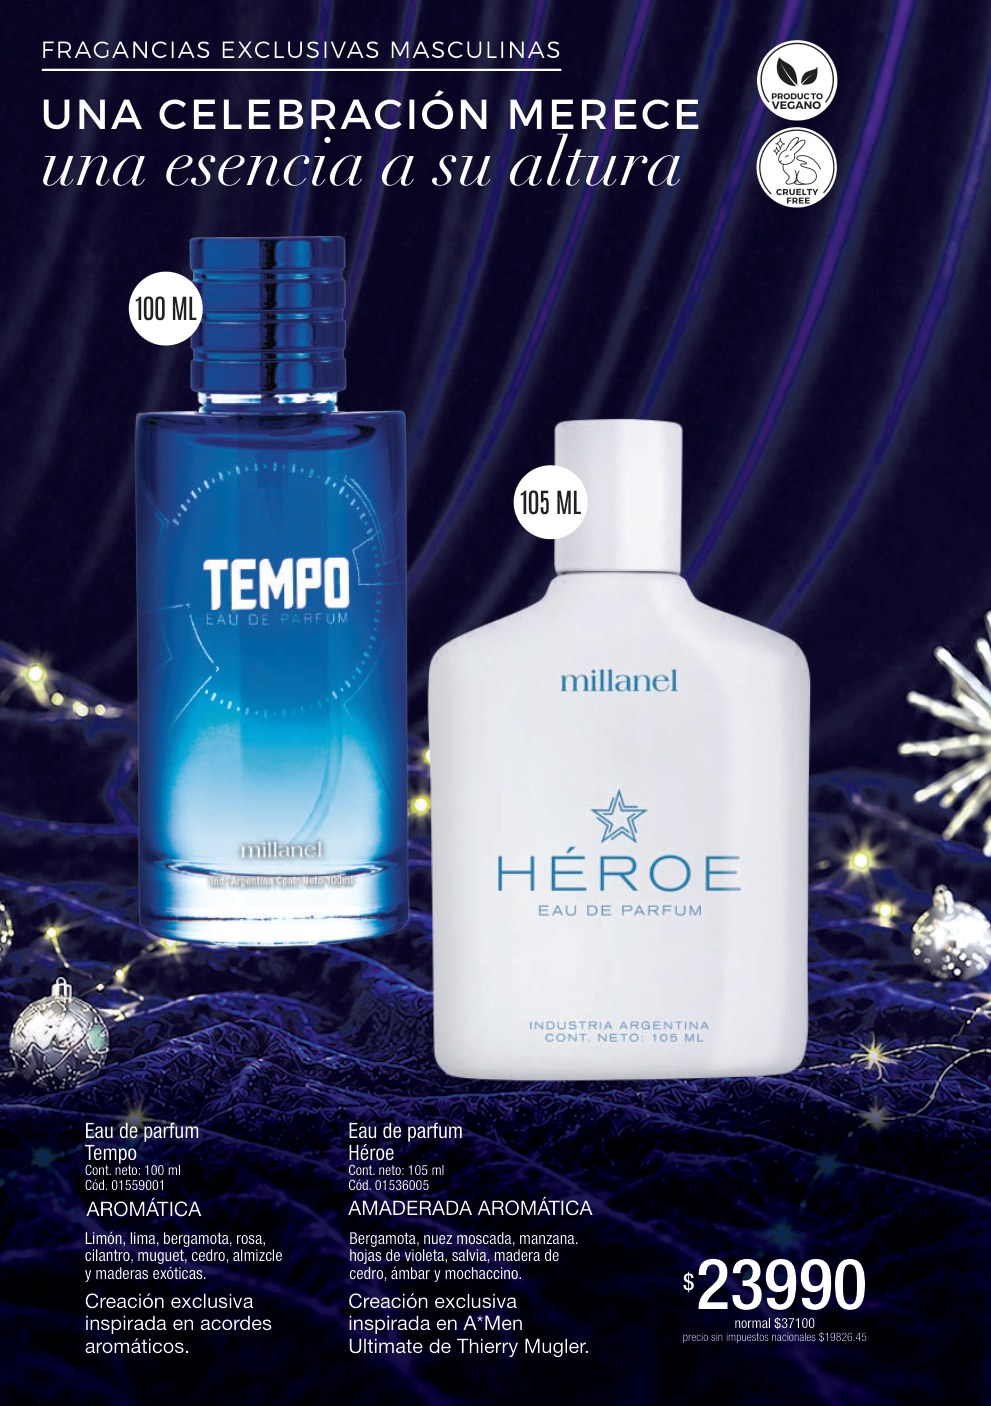 FRAGANCIAS EXCLUSIVAS MASCULINAS
UNA CELEBRACIÓN MERECE
una esencia a su altura
PRODUCTO
VEGANO
CRUELTY
FREE
100 ML
TEMPO
EAU DE PARFUM
millanel
Ind. Argentina Cont. Neto 100ml
105 ML
millanel
HÉROE
EAU DE PARFUM
INDUSTRIA ARGENTINA
CONT. NETO: 105 ML
Eau de parfum
Tempo
Cont. neto: 100 ml
Cód. 01559001
AROMÁTICA
Limón, lima, bergamota, rosa,
cilantro, muguet, cedro, almizcle
y maderas exóticas.
Creación exclusiva
inspirada en acordes
aromáticos.
Eau de parfum
Héroe
Cont. neto: 105 ml
Cód. 01536005
AMADERADA AROMÁTICA
Bergamota, nuez moscada, manzana.
hojas de violeta, salvia, madera de
cedro, ámbar y mochaccino.
Creación exclusiva
inspirada en A*Men
Ultimate de Thierry Mugler.
$23990
normal $37100
precio sin impuestos nacionales $19826.45